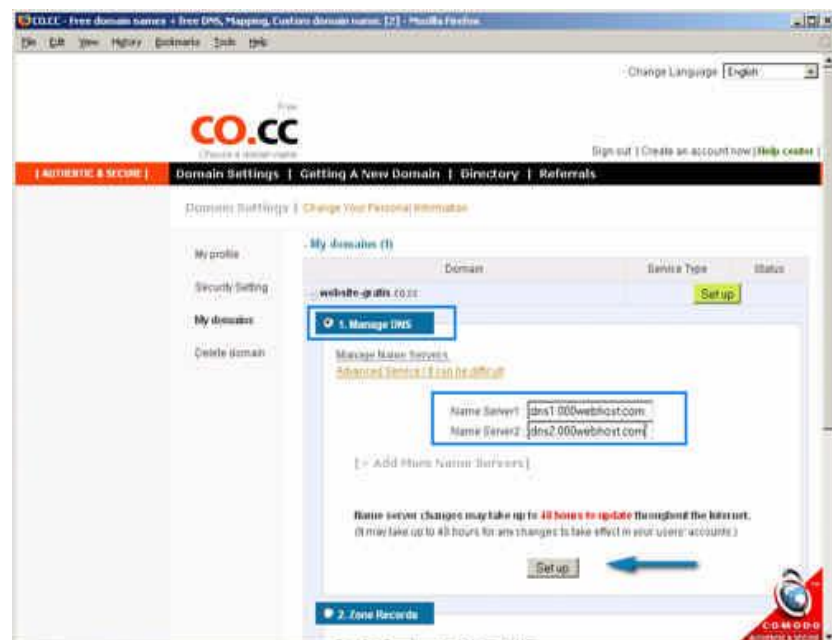 CO.CC - Free domain names + free DNS, Mapping, Custom domain name. [2] - Mozilla Firefox
File Edit View History Bookmarks Tools Help
Change Language English
Free
CO.CC
Sign out | Create an account now | Help center |
[ AUTHENTIC & SECURE ]
Domain Settings | Getting A New Domain | Directory | Referrals
Domain Settings | Change Your Personal Information
My profile
Security Setting
My domains
Delete domain
My domains (1)
Domain Service Type Status
website-gratis.co.cc Set up
1. Manage DNS
Manage Name Servers.
Advanced Service / It can be difficult
Name Server1 dns1.000webhost.com
Name Server2 dns2.000webhost.com
[+ Add More Name Servers]
Name server changes may take up to 48 hours to update throughout the Internet.
(It may take up to 48 hours for any changes to take effect in your users' accounts.)
Set up
2. Zone Records
COMODO